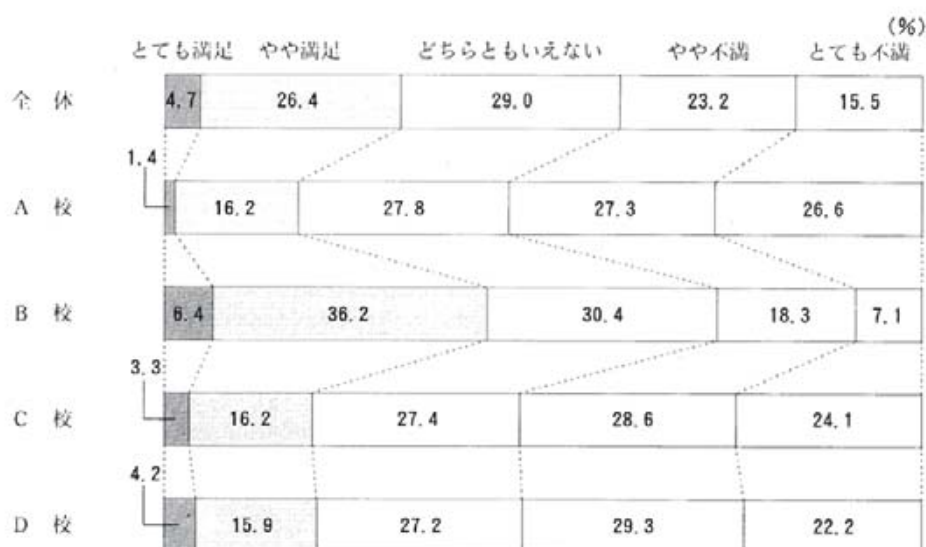 (%)
とても満足 やや満足 どちらともいえない やや不満 とても不満
全体 4.7 26.4 29.0 23.2 15.5
1.4
A校 16.2 27.8 27.3 26.6
B校 6.4 36.2 30.4 18.3 7.1
3.3
C校 16.2 27.4 28.6 24.1
4.2
D校 15.9 27.2 29.3 22.2